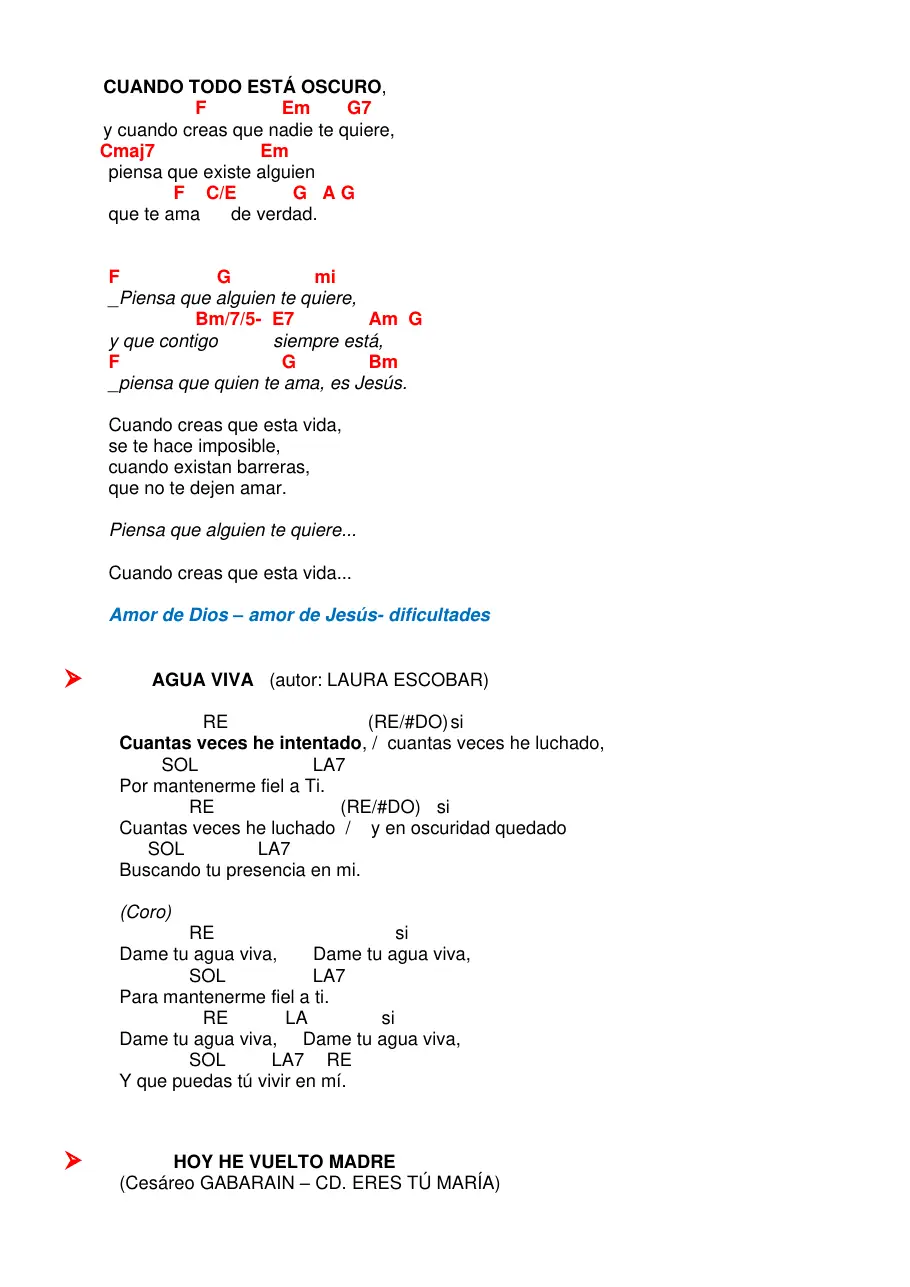 CUANDO TODO ESTÁ OSCURO,
F Em G7
y cuando creas que nadie te quiere,
Cmaj7 Em
piensa que existe alguien
F C/E G A G
que te ama de verdad.
F G mi
_Piensa que alguien te quiere,
Bm/7/5- E7 Am G
y que contigo siempre está,
F G Bm
_piensa que quien te ama, es Jesús.
Cuando creas que esta vida,
se te hace imposible,
cuando existan barreras,
que no te dejen amar.
Piensa que alguien te quiere...
Cuando creas que esta vida...
Amor de Dios – amor de Jesús- dificultades
AGUA VIVA (autor: LAURA ESCOBAR)
RE (RE/#DO) si
Cuantas veces he intentado, / cuantas veces he luchado,
SOL LA7
Por mantenerme fiel a Ti.
RE (RE/#DO) si
Cuantas veces he luchado / y en oscuridad quedado
SOL LA7
Buscando tu presencia en mi.
(Coro)
RE si
Dame tu agua viva, Dame tu agua viva,
SOL LA7
Para mantenerme fiel a ti.
RE LA si
Dame tu agua viva, Dame tu agua viva,
SOL LA7 RE
Y que puedas tú vivir en mí.
HOY HE VUELTO MADRE
(Cesáreo GABARAIN – CD. ERES TÚ MARÍA)